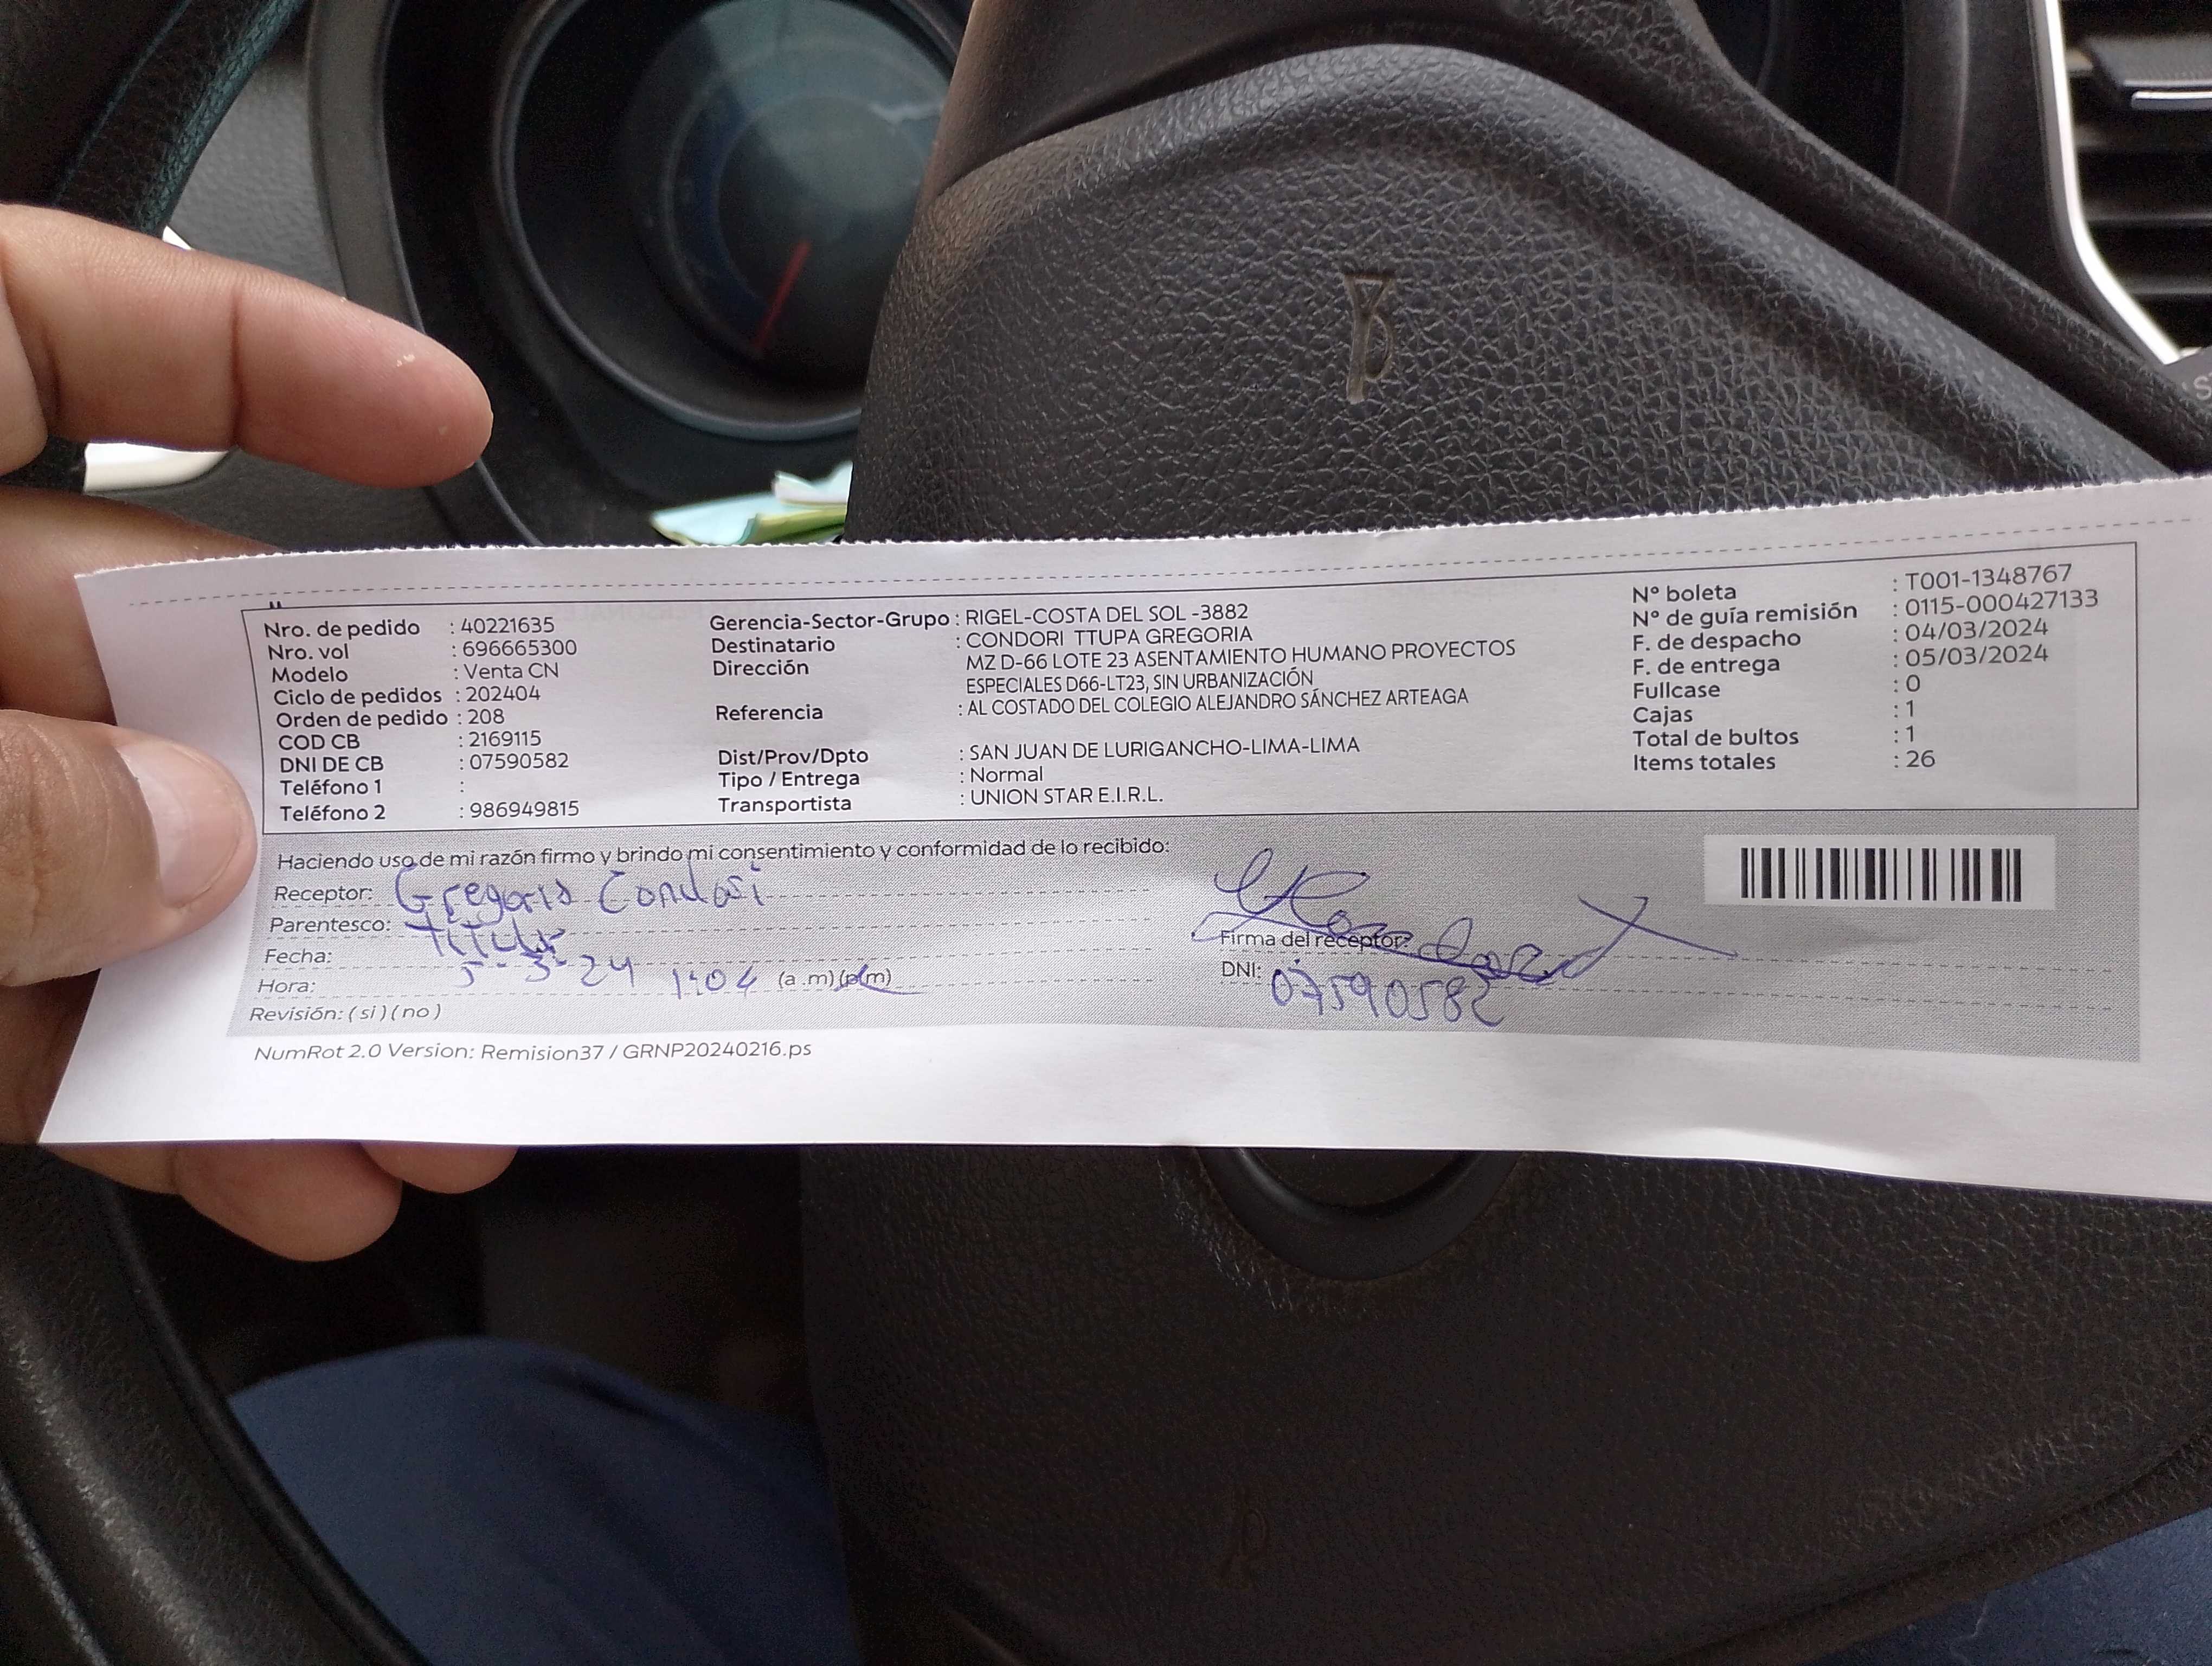 Nro. de pedido : 40221635
Nro. vol : 696665300
Modelo : Venta CN
Ciclo de pedidos : 202404
Orden de pedido : 208
COD CB : 2169115
DNI DE CB : 07590582
Teléfono 1 :
Teléfono 2 : 986949815
Gerencia-Sector-Grupo : RIGEL-COSTA DEL SOL -3882
Destinatario : CONDORI TTUPA GREGORIA
Dirección MZ D-66 LOTE 23 ASENTAMIENTO HUMANO PROYECTOS
ESPECIALES D66-LT23, SIN URBANIZACIÓN
Referencia : AL COSTADO DEL COLEGIO ALEJANDRO SÁNCHEZ ARTEAGA
Dist/Prov/Dpto : SAN JUAN DE LURIGANCHO-LIMA-LIMA
Tipo / Entrega : Normal
Transportista : UNION STAR E.I.R.L.
N° boleta : T001-1348767
N° de guía remisión : 0115-000427133
F. de despacho : 04/03/2024
F. de entrega : 05/03/2024
Fullcase : 0
Cajas : 1
Total de bultos : 1
Items totales : 26
Haciendo uso de mi razón firmo y brindo mi consentimiento y conformidad de lo recibido:
Receptor: Gregoria Condori
Parentesco: titular
Fecha: 5-3-24
Hora: 1:04 (a.m)(p.m)
Revisión: (si)(no)
Firma del receptor:
DNI: 07590582
NumRot 2.0 Version: Remision37 / GRNP20240216.ps